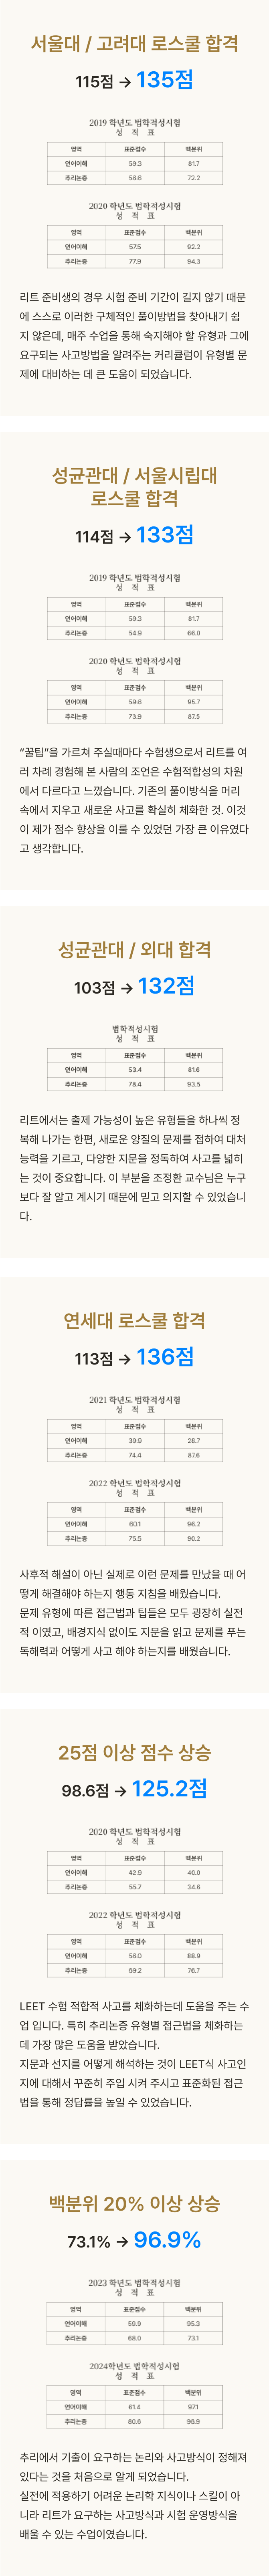 서울대 / 고려대 로스쿨 합격
115점 → 135점
2019 학년도 법학적성시험
성 적 표
영역 표준점수 백분위
언어이해 59.3 81.7
추리논증 56.6 72.2
2020 학년도 법학적성시험
성 적 표
영역 표준점수 백분위
언어이해 57.5 92.2
추리논증 77.9 94.3
리트 준비생의 경우 시험 준비 기간이 길지 않기 때문
에 스스로 이러한 구체적인 풀이방법을 찾아내기 쉽
지 않은데, 매주 수업을 통해 숙지해야 할 유형과 그에
요구되는 사고방법을 알려주는 커리큘럼이 유형별 문
제에 대비하는 데 큰 도움이 되었습니다.
성균관대 / 서울시립대
로스쿨 합격
114점 → 133점
2019 학년도 법학적성시험
성 적 표
영역 표준점수 백분위
언어이해 59.3 81.7
추리논증 54.9 66.0
2020 학년도 법학적성시험
성 적 표
영역 표준점수 백분위
언어이해 59.6 95.7
추리논증 73.9 87.5
“꿀팁”을 가르쳐 주실때마다 수험생으로서 리트를 여
러 차례 경험해 본 사람의 조언은 수험적합성의 차원
에서 다르다고 느꼈습니다. 기존의 풀이방식을 머리
속에서 지우고 새로운 사고를 확실히 체화한 것. 이것
이 제가 점수 향상을 이룰 수 있었던 가장 큰 이유였다
고 생각합니다.
성균관대 / 외대 합격
103점 → 132점
법학적성시험
성 적 표
영역 표준점수 백분위
언어이해 53.4 81.6
추리논증 78.4 93.5
리트에서는 출제 가능성이 높은 유형들을 하나씩 정
복해 나가는 한편, 새로운 양질의 문제를 접하여 대처
능력을 기르고, 다양한 지문을 정독하여 사고를 넓히
는 것이 중요합니다. 이 부분을 조정환 교수님은 누구
보다 잘 알고 계시기 때문에 믿고 의지할 수 있었습니
다.
연세대 로스쿨 합격
113점 → 136점
2021 학년도 법학적성시험
성 적 표
영역 표준점수 백분위
언어이해 39.9 28.7
추리논증 74.4 87.6
2022 학년도 법학적성시험
성 적 표
영역 표준점수 백분위
언어이해 60.1 96.2
추리논증 75.5 90.2
사후적 해설이 아닌 실제로 이런 문제를 만났을 때 어
떻게 해결해야 하는지 행동 지침을 배웠습니다.
문제 유형에 따른 접근법과 팁들은 모두 굉장히 실전
적 이였고, 배경지식 없이도 지문을 읽고 문제를 푸는
독해력과 어떻게 사고 해야 하는지를 배웠습니다.
25점 이상 점수 상승
98.6점 → 125.2점
2020 학년도 법학적성시험
성 적 표
영역 표준점수 백분위
언어이해 42.9 40.0
추리논증 55.7 34.6
2022 학년도 법학적성시험
성 적 표
영역 표준점수 백분위
언어이해 56.0 88.9
추리논증 69.2 76.7
LEET 수험 적합적 사고를 체화하는데 도움을 주는 수
업 입니다. 특히 추리논증 유형별 접근법을 체화하는
데 가장 많은 도움을 받았습니다.
지문과 선지를 어떻게 해석하는 것이 LEET식 사고인
지에 대해서 꾸준히 주입 시켜 주시고 표준화된 접근
법을 통해 정답률을 높일 수 있었습니다.
백분위 20% 이상 상승
73.1% → 96.9%
2023 학년도 법학적성시험
성 적 표
영역 표준점수 백분위
언어이해 59.9 95.3
추리논증 68.0 73.1
2024학년도 법학적성시험
성 적 표
영역 표준점수 백분위
언어이해 61.4 97.1
추리논증 80.6 96.9
추리에서 기출이 요구하는 논리와 사고방식이 정해져
있다는 것을 처음으로 알게 되었습니다.
실전에 적용하기 어려운 논리학 지식이나 스킬이 아
니라 리트가 요구하는 사고방식과 시험 운영방식을
배울 수 있는 수업이였습니다.